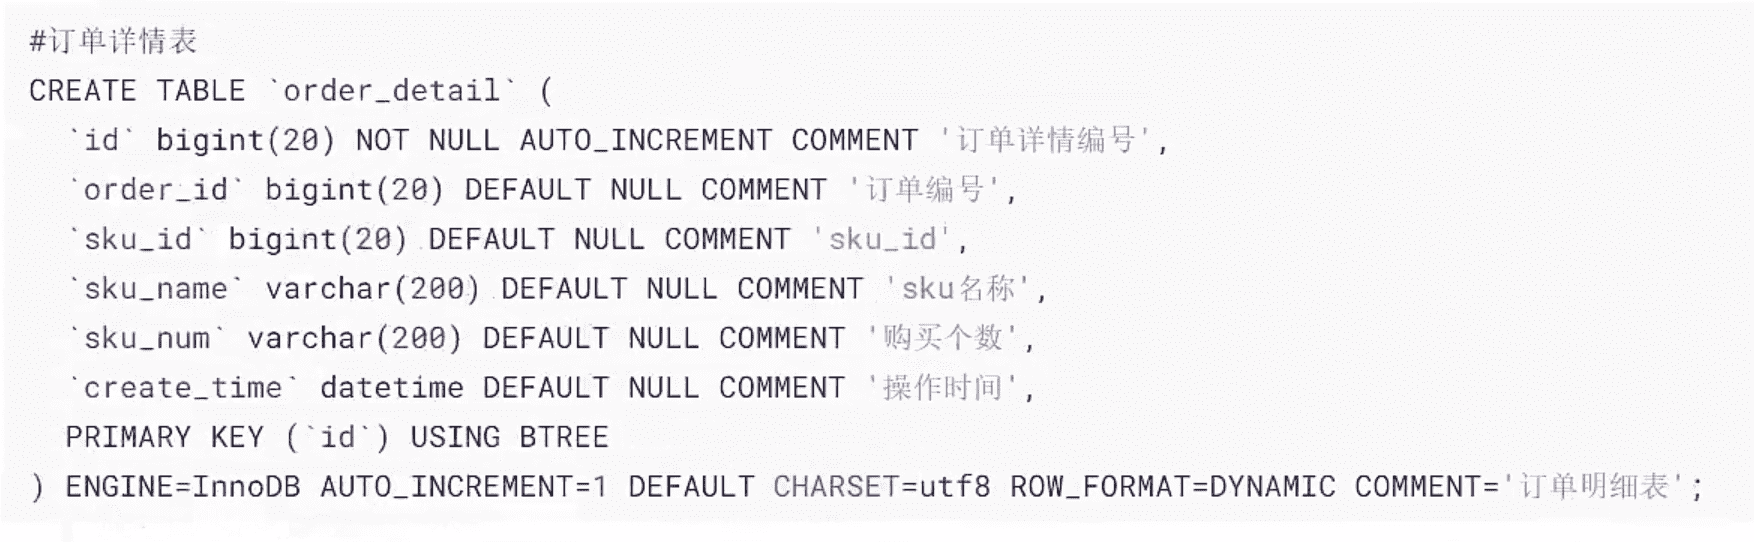 #订单详情表
CREATE TABLE `order_detail` (
  `id` bigint(20) NOT NULL AUTO_INCREMENT COMMENT '订单详情编号',
  `order_id` bigint(20) DEFAULT NULL COMMENT '订单编号',
  `sku_id` bigint(20) DEFAULT NULL COMMENT 'sku_id',
  `sku_name` varchar(200) DEFAULT NULL COMMENT 'sku名称',
  `sku_num` varchar(200) DEFAULT NULL COMMENT '购买个数',
  `create_time` datetime DEFAULT NULL COMMENT '操作时间',
  PRIMARY KEY (`id`) USING BTREE
) ENGINE=InnoDB AUTO_INCREMENT=1 DEFAULT CHARSET=utf8 ROW_FORMAT=DYNAMIC COMMENT='订单明细表';